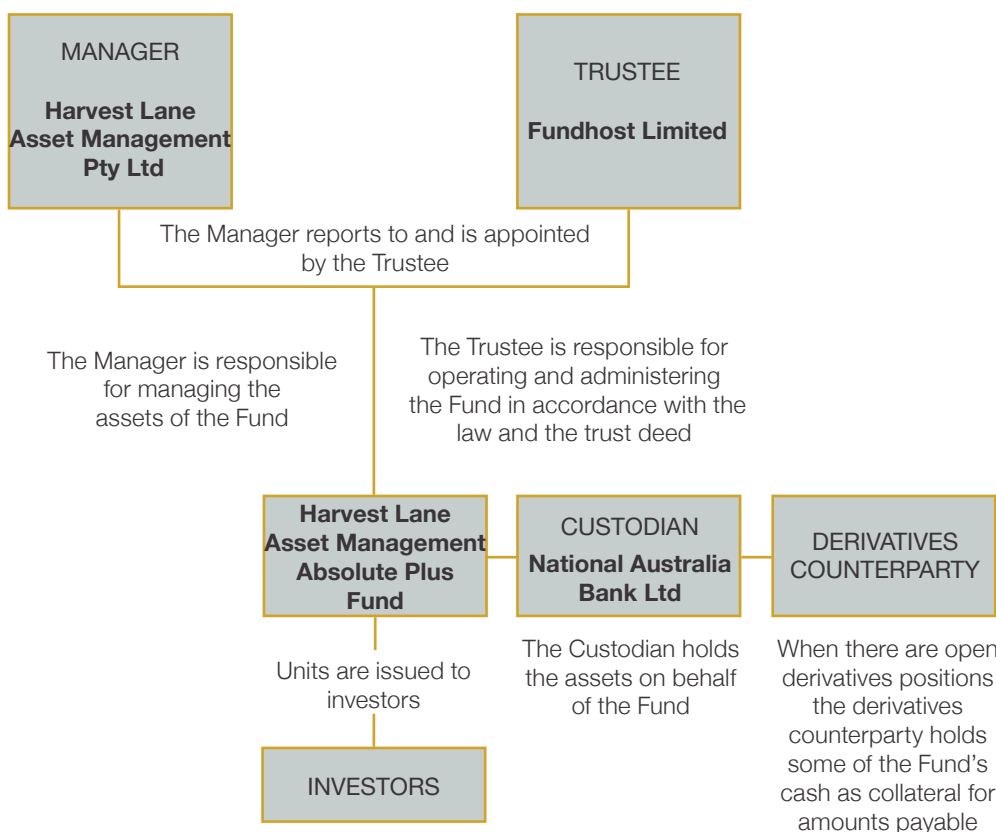 MANAGER
Harvest Lane
Asset Management
Pty Ltd
TRUSTEE
Fundhost Limited
The Manager reports to and is appointed
by the Trustee
The Manager is responsible
for managing the
assets of the Fund
The Trustee is responsible for
operating and administering
the Fund in accordance with the
law and the trust deed
Harvest Lane
Asset Management
Absolute Plus
Fund
CUSTODIAN
National Australia
Bank Ltd
DERIVATIVES
COUNTERPARTY
Units are issued to
investors
The Custodian holds
the assets on behalf
of the Fund
When there are open
derivatives positions
the derivatives
counterparty holds
some of the Fund's
cash as collateral for
amounts payable
INVESTORS